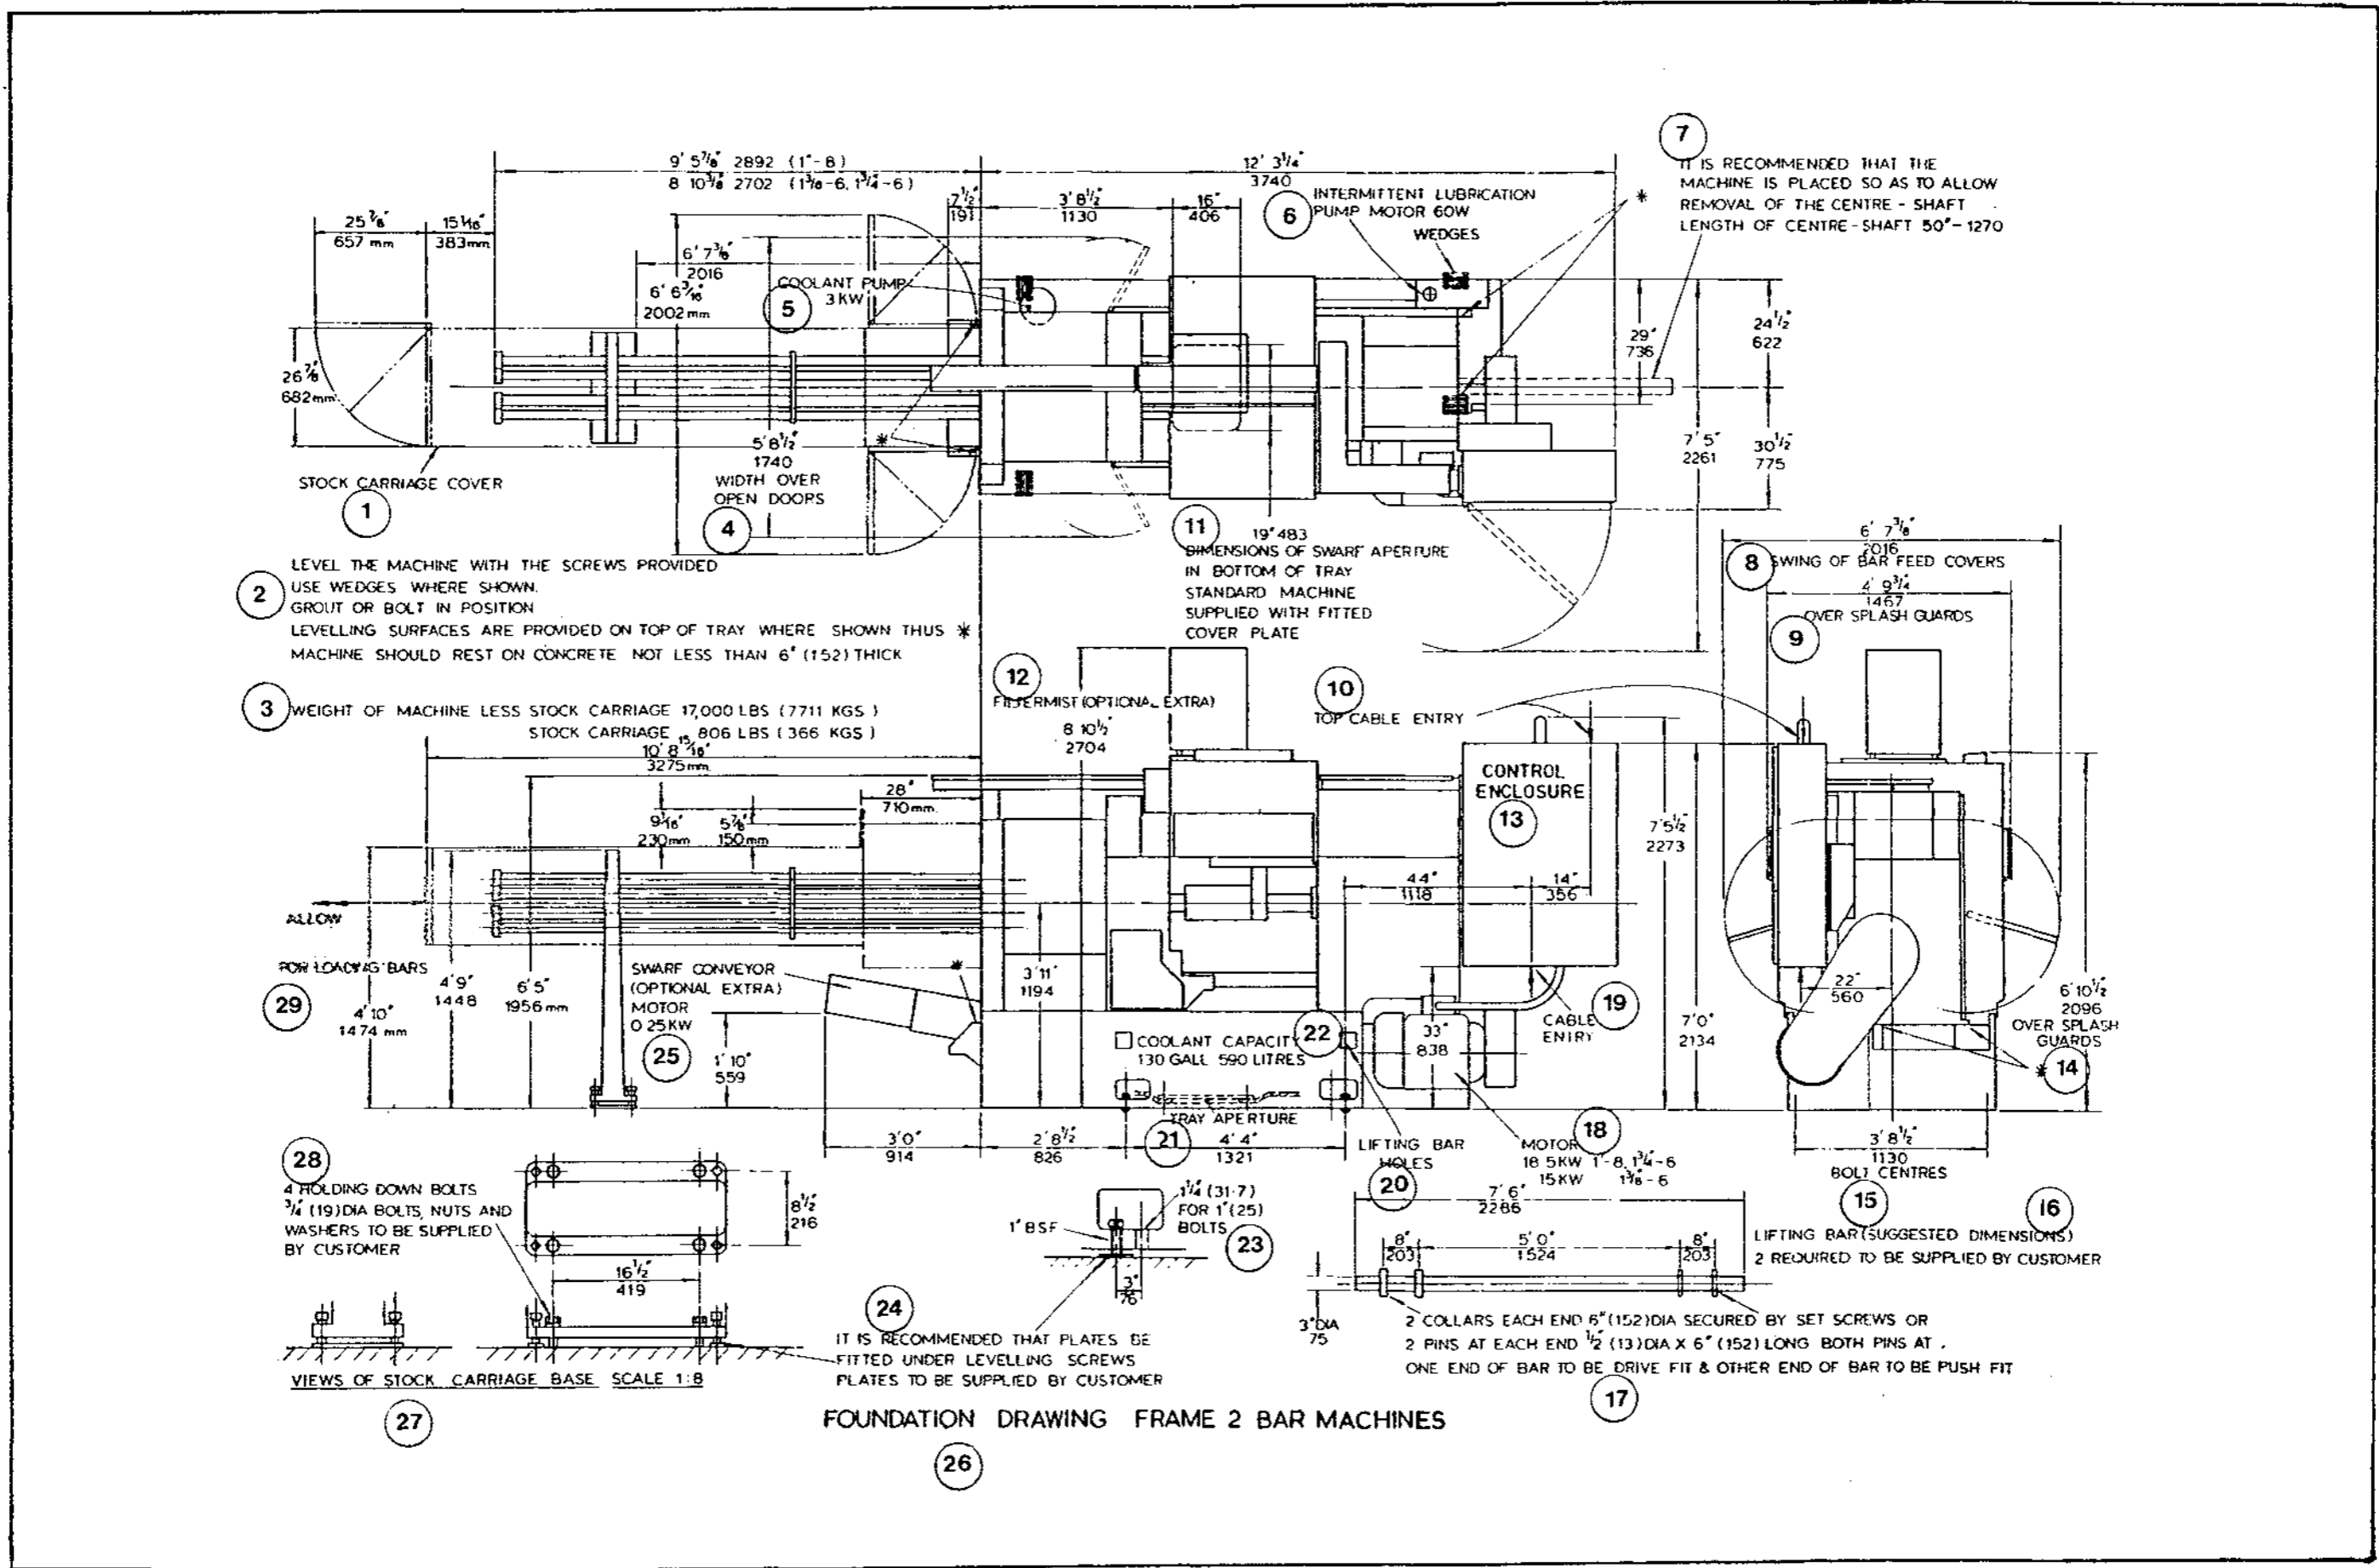 7
9' 5⅞" 2892 (1"-8)
8 10⅜" 2702 (1⅜-6, 1¾-6)
12' 3¼"
3740
IT IS RECOMMENDED THAT THE
MACHINE IS PLACED SO AS TO ALLOW
REMOVAL OF THE CENTRE - SHAFT
LENGTH OF CENTRE-SHAFT 50"- 1270
*
7½"
191
3' 8½"
1130
16"
406
6
INTERMITTENT LUBRICATION
PUMP MOTOR 60W
WEDGES
25⅞"
657 mm
15 1/16"
383mm
6' 7⅜"
2016
6' 6 3/16"
2002mm
COOLANT PUMP
3KW
5
29"
736
24½"
622
26⅞"
682mm
7' 5"
2261
30½"
775
*
5' 8½"
1740
WIDTH OVER
OPEN DOORS
4
STOCK CARRIAGE COVER
1
11
19" 483
DIMENSIONS OF SWARF APERTURE
IN BOTTOM OF TRAY
STANDARD MACHINE
SUPPLIED WITH FITTED
COVER PLATE
6' 7⅜"
2016
8
SWING OF BAR FEED COVERS
4' 9¾"
1467
OVER SPLASH GUARDS
9
2
LEVEL THE MACHINE WITH THE SCREWS PROVIDED
USE WEDGES WHERE SHOWN.
GROUT OR BOLT IN POSITION
LEVELLING SURFACES ARE PROVIDED ON TOP OF TRAY WHERE SHOWN THUS *
MACHINE SHOULD REST ON CONCRETE NOT LESS THAN 6" (152) THICK
3
WEIGHT OF MACHINE LESS STOCK CARRIAGE 17,000 LBS (7711 KGS)
STOCK CARRIAGE 806 LBS (366 KGS)
12
FILTERMIST (OPTIONAL EXTRA)
8 10½"
2704
10
TOP CABLE ENTRY
10' 8 15/16"
3275mm
28"
710mm
9 1/16"
230mm
5⅞"
150mm
CONTROL
ENCLOSURE
13
7' 5½"
2273
44"
1118
14"
356
ALLOW
FOR LOADING BARS
29
4' 10"
1474 mm
4' 9"
1448
6' 5"
1956mm
SWARF CONVEYOR
(OPTIONAL EXTRA)
MOTOR
0 25KW
25
*
3' 11"
1194
1' 10"
559
COOLANT CAPACITY
130 GALL 590 LITRES
22
33"
838
CABLE
ENTRY
19
7' 0"
2134
22"
560
6' 10½"
2096
OVER SPLASH
GUARDS
* 14
TRAY APERTURE
21
3' 0"
914
2' 8½"
826
4' 4"
1321
LIFTING BAR
HOLES
20
18
MOTOR
18 5KW 1"-8, 1¾-6
15KW 1⅜-6
3' 8½"
1130
BOLT CENTRES
15
28
4 HOLDING DOWN BOLTS
¾" (19) DIA BOLTS, NUTS AND
WASHERS TO BE SUPPLIED
BY CUSTOMER
8½"
216
16½"
419
1" BSF
1¼" (31·7)
FOR 1" (25)
BOLTS
23
3"
76
7' 6"
2286
16
LIFTING BAR (SUGGESTED DIMENSIONS)
2 REQUIRED TO BE SUPPLIED BY CUSTOMER
8"
203
5' 0"
1524
8"
203
3" DIA
75
2 COLLARS EACH END 6" (152) DIA SECURED BY SET SCREWS OR
2 PINS AT EACH END ½" (13) DIA X 6" (152) LONG BOTH PINS AT .
ONE END OF BAR TO BE DRIVE FIT & OTHER END OF BAR TO BE PUSH FIT
17
24
IT IS RECOMMENDED THAT PLATES BE
FITTED UNDER LEVELLING SCREWS
PLATES TO BE SUPPLIED BY CUSTOMER
VIEWS OF STOCK CARRIAGE BASE SCALE 1:8
27
FOUNDATION DRAWING FRAME 2 BAR MACHINES
26